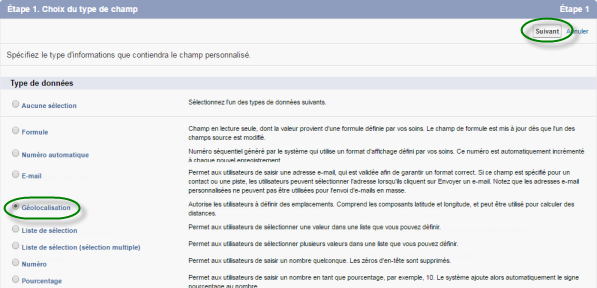 Étape 1. Choix du type de champ Étape 1
Suivant Annuler
Spécifiez le type d'informations que contiendra le champ personnalisé.
Type de données
Aucune sélection Sélectionnez l'un des types de données suivants.
Formule Champ en lecture seule, dont la valeur provient d'une formule définie par vos soins. Le champ de formule est mis à jour dès que l'un des
champs source est modifié.
Numéro automatique Numéro séquentiel généré par le système qui utilise un format d'affichage défini par vos soins. Ce numéro est automatiquement incrémenté
à chaque nouvel enregistrement.
E-mail Permet aux utilisateurs de saisir une adresse e-mail, qui est validée afin de garantir un format correct. Si ce champ est spécifié pour un
contact ou une piste, les utilisateurs peuvent sélectionner l'adresse lorsqu'ils cliquent sur Envoyer un e-mail. Notez que les adresses e-mail
personnalisées ne peuvent pas être utilisées pour l'envoi d'e-mails en masse.
Géolocalisation Autorise les utilisateurs à définir des emplacements. Comprend les composants latitude et longitude, et peut être utilisé pour calculer des
distances.
Liste de sélection Permet aux utilisateurs de sélectionner une valeur dans une liste que vous pouvez définir.
Liste de sélection (sélection multiple) Permet aux utilisateurs de sélectionner plusieurs valeurs dans une liste que vous pouvez définir.
Numéro Permet aux utilisateurs de saisir un nombre quelconque. Les zéros d'en-tête sont supprimés.
Pourcentage Permet aux utilisateurs de saisir un nombre en tant que pourcentage, par exemple, 10. Le système ajoute alors automatiquement le signe
pourcentage au nombre.